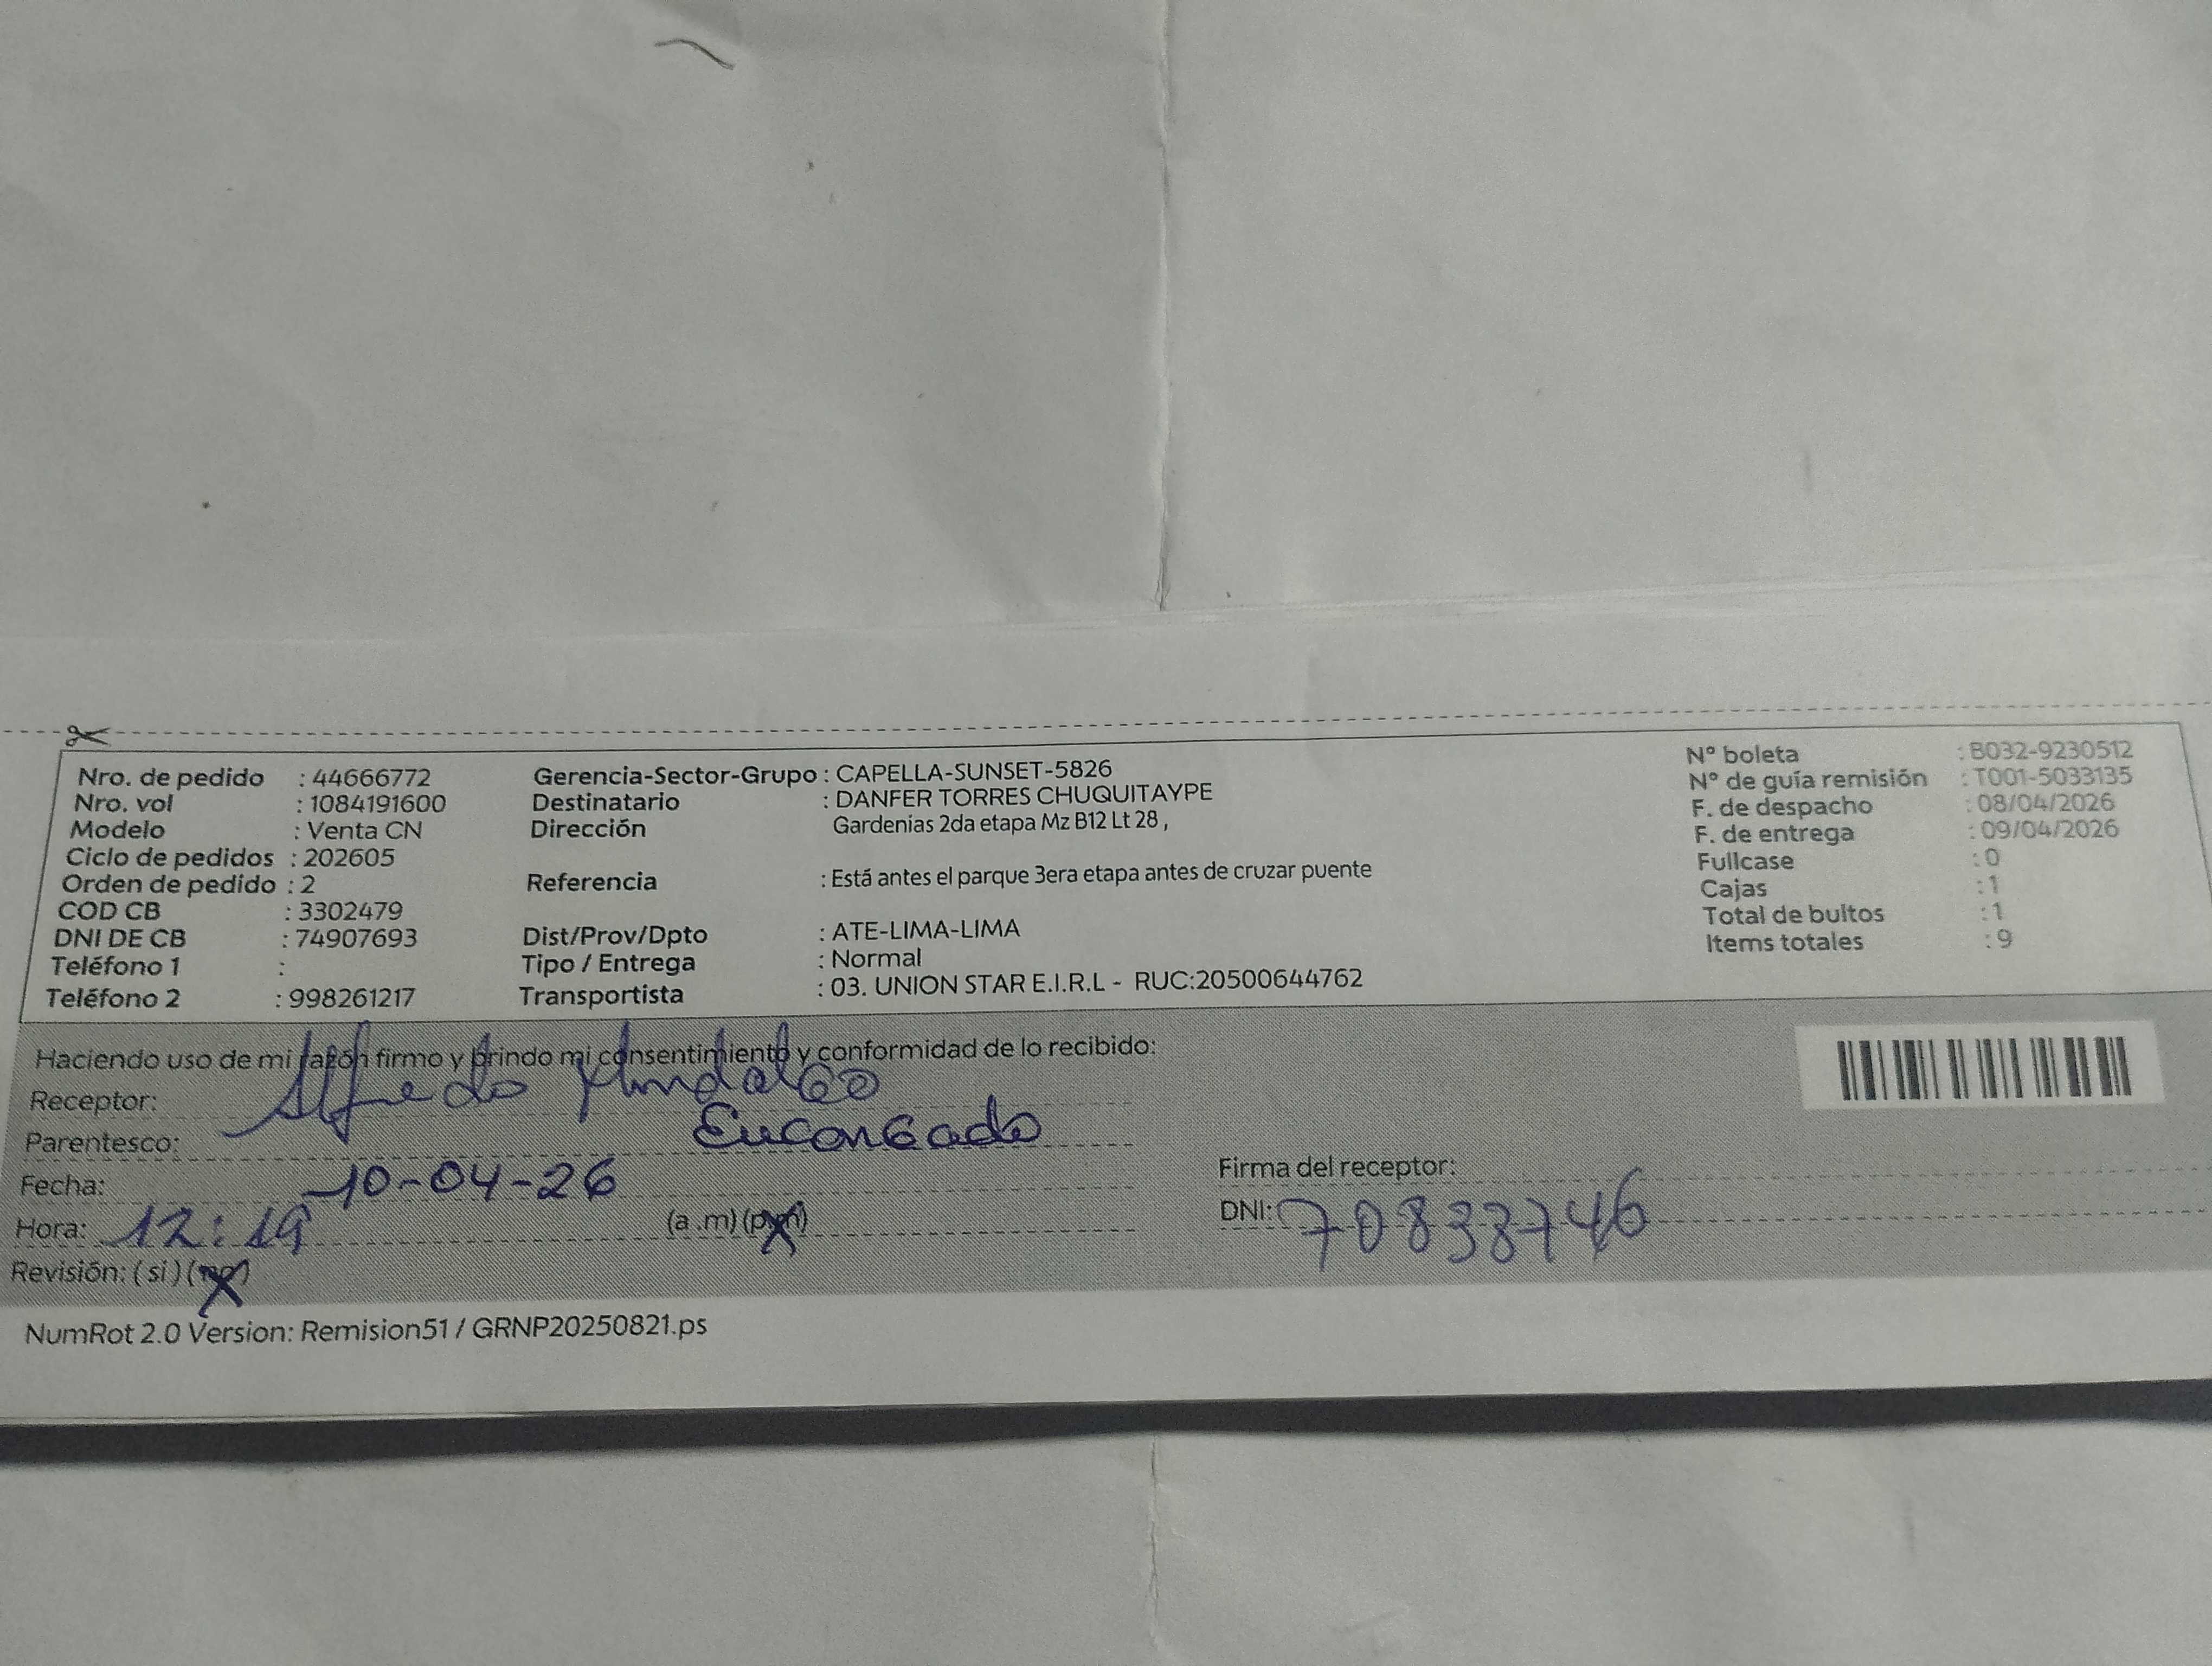 Nro. de pedido : 44666772
Nro. vol : 1084191600
Modelo : Venta CN
Ciclo de pedidos : 202605
Orden de pedido : 2
COD CB : 3302479
DNI DE CB : 74907693
Teléfono 1 :
Teléfono 2 : 998261217
Gerencia-Sector-Grupo : CAPELLA-SUNSET-5826
Destinatario : DANFER TORRES CHUQUITAYPE
Dirección Gardenias 2da etapa Mz B12 Lt 28 ,
Referencia : Está antes el parque 3era etapa antes de cruzar puente
Dist/Prov/Dpto : ATE-LIMA-LIMA
Tipo / Entrega : Normal
Transportista : 03. UNION STAR E.I.R.L - RUC:20500644762
N° boleta : B032-9230512
N° de guía remisión : T001-5033135
F. de despacho : 08/04/2026
F. de entrega : 09/04/2026
Fullcase : 0
Cajas : 1
Total de bultos : 1
Items totales : 9
Haciendo uso de mi razón firmo y brindo mi consentimiento y conformidad de lo recibido:
Receptor: Alfredo
Parentesco:
Fecha: 10-04-26
Hora: 12:19 (a .m) (p.m)
Revisión: ( si ) (no)
Firma del receptor:
DNI: 70838746
NumRot 2.0 Version: Remision51 / GRNP20250821.ps